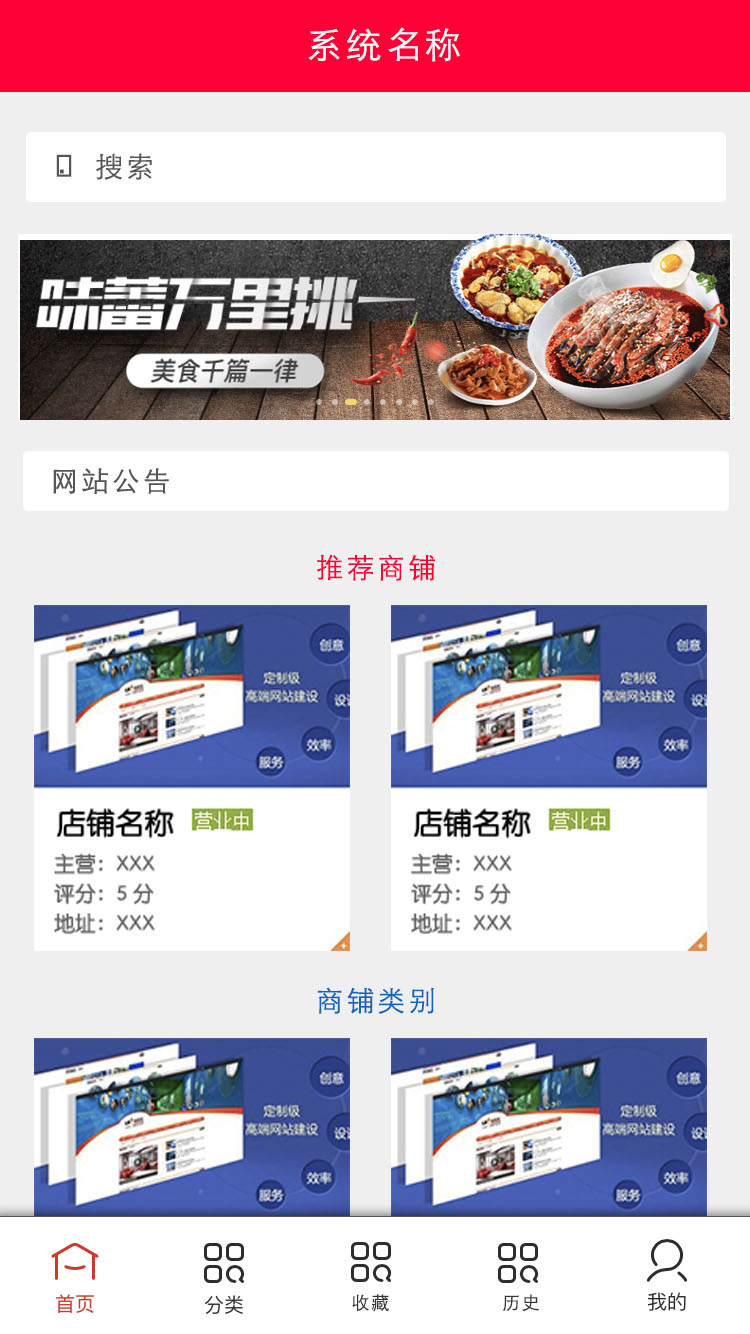 系统名称
搜索
味蕾万里挑一
美食千篇一律
网站公告
推荐商铺
创意
定制级
高端网站建设
设
效率
服务
创意
定制级
高端网站建设
设
效率
服务
店铺名称 营业中
主营：XXX
评分：5 分
地址：XXX
店铺名称 营业中
主营：XXX
评分：5 分
地址：XXX
商铺类别
创意
定制级
高端网站建设
设
效率
服务
创意
定制级
高端网站建设
设
效率
服务
首页
分类
收藏
历史
我的